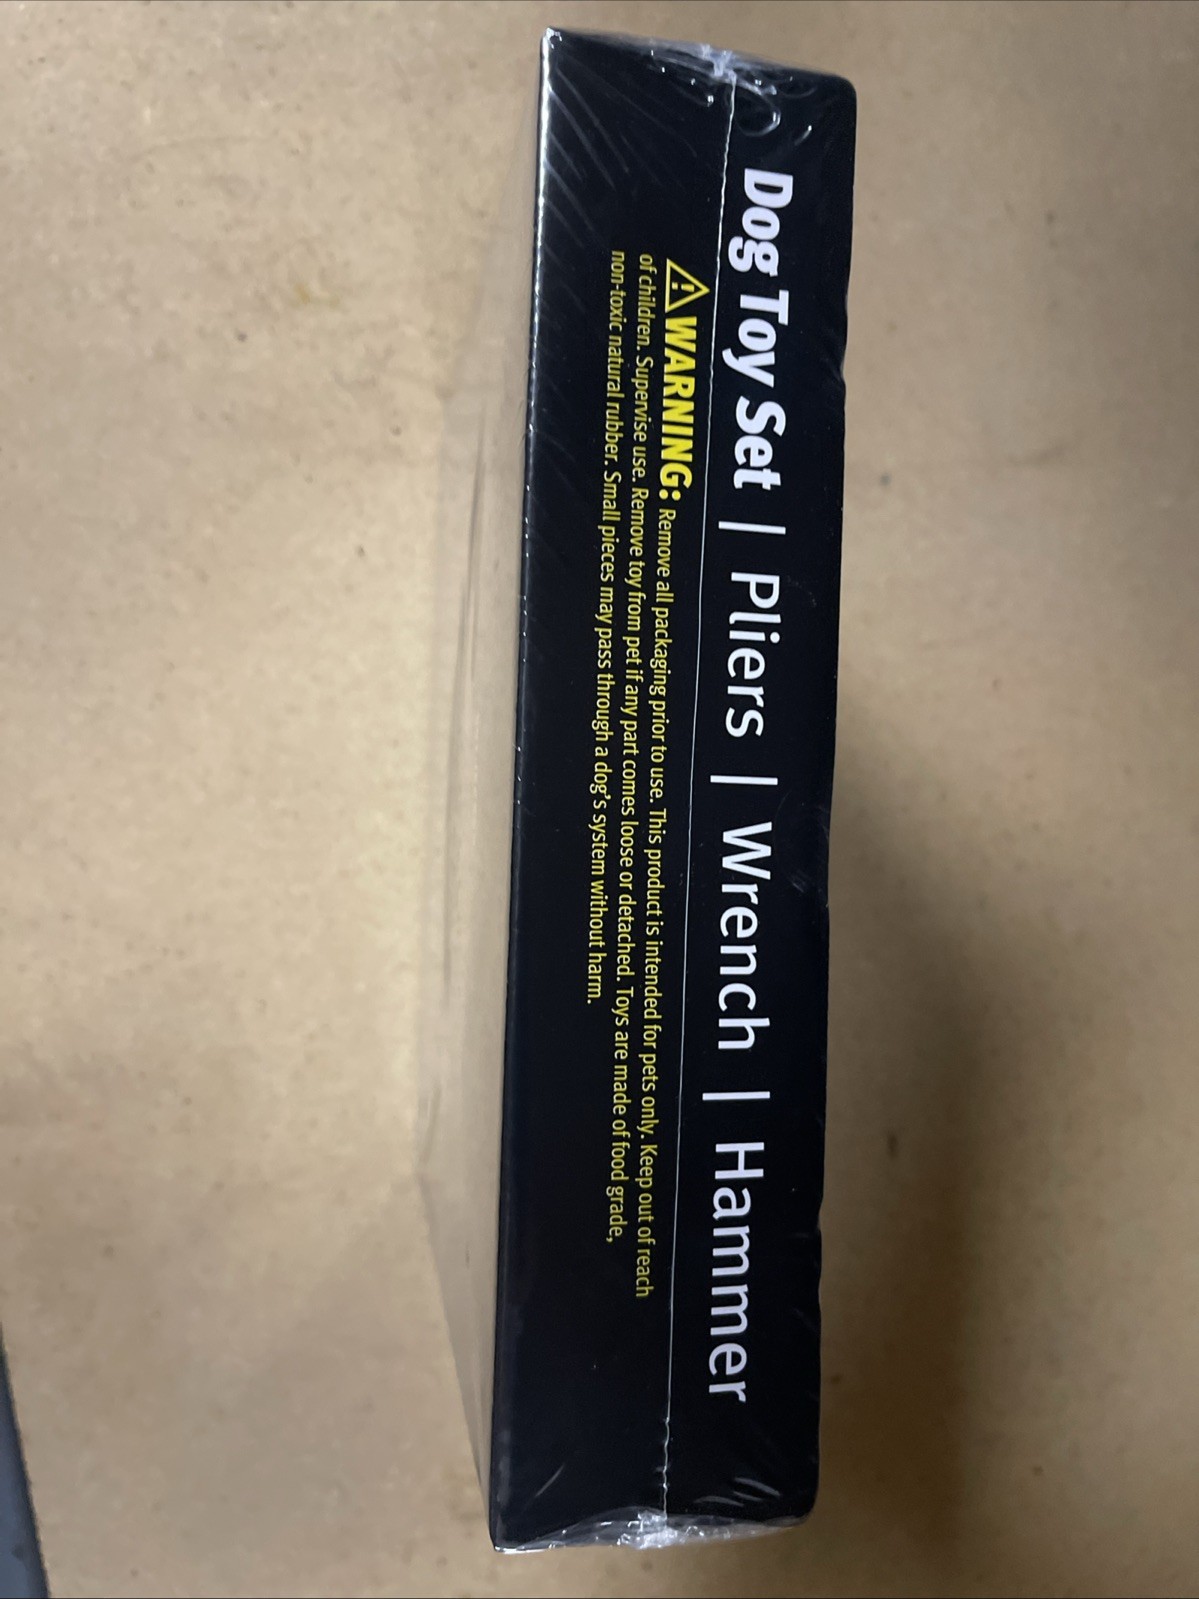 Dog Toy Set | Pliers | Wrench | Hammer
WARNING: Remove all packaging prior to use. This product is intended for pets only. Keep out of reach
of children. Supervise use. Remove toy from pet if any part comes loose or detached. Toys are made of food grade,
non-toxic natural rubber. Small pieces may pass through a dog's system without harm.